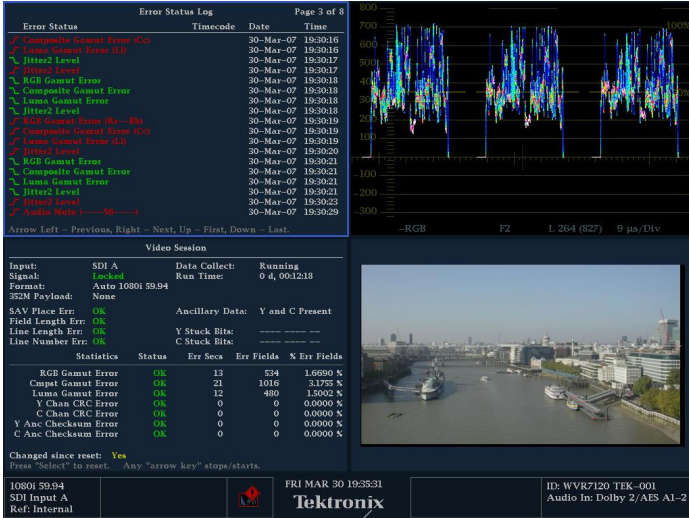 Error Status Log Page 3 of 8
Error Status Timecode Date Time
Composite Gamut Error (Cc) 30-Mar-07 19:30:16
Luma Gamut Error (Ll) 30-Mar-07 19:30:16
Jitter2 Level 30-Mar-07 19:30:17
Jitter2 Level 30-Mar-07 19:30:17
RGB Gamut Error 30-Mar-07 19:30:18
Composite Gamut Error 30-Mar-07 19:30:18
Luma Gamut Error 30-Mar-07 19:30:18
Jitter2 Level 30-Mar-07 19:30:18
RGB Gamut Error 30-Mar-07 19:30:19
Composite Gamut Error (Cc) 30-Mar-07 19:30:19
Luma Gamut Error (Ll) 30-Mar-07 19:30:19
Jitter2 Level 30-Mar-07 19:30:20
RGB Gamut Error 30-Mar-07 19:30:21
Composite Gamut Error 30-Mar-07 19:30:21
Luma Gamut Error 30-Mar-07 19:30:21
Jitter2 Level 30-Mar-07 19:30:21
Jitter2 Level 30-Mar-07 19:30:23
Audio Mute (----56------) 30-Mar-07 19:30:29
Arrow Left - Previous, Right - Next, Up - First, Down - Last.
800
700
600
500
400
300
200
100
0
-100
-200
-300
100%
-RGB F2 L 264 (827) 9 µs/Div
Video Session
Input: SDI A Data Collect: Running
Signal: Locked Run Time: 0 d, 00:12:18
Format: Auto 1080i 59.94
352M Payload: None
SAV Place Err: OK Ancillary Data: Y and C Present
Field Length Err: OK
Line Length Err: OK Y Stuck Bits: ---- ---- --
Line Number Err: OK C Stuck Bits: ---- ---- --
Statistics Status Err Secs Err Fields % Err Fields
RGB Gamut Error OK 13 534 1.6690 %
Cmpst Gamut Error OK 21 1016 3.1755 %
Luma Gamut Error OK 12 480 1.5002 %
Y Chan CRC Error OK 0 0 0.0000 %
C Chan CRC Error OK 0 0 0.0000 %
Y Anc Checksum Error OK 0 0 0.0000 %
C Anc Checksum Error OK 0 0 0.0000 %
Changed since reset: Yes
Press "Select" to reset. Any "arrow key" stops/starts.
1080i 59.94
SDI Input A
Ref: Internal
FRI MAR 30 19:35:31
Tektronix
ID: WVR7120 TEK-001
Audio In: Dolby 2/AES A1-2